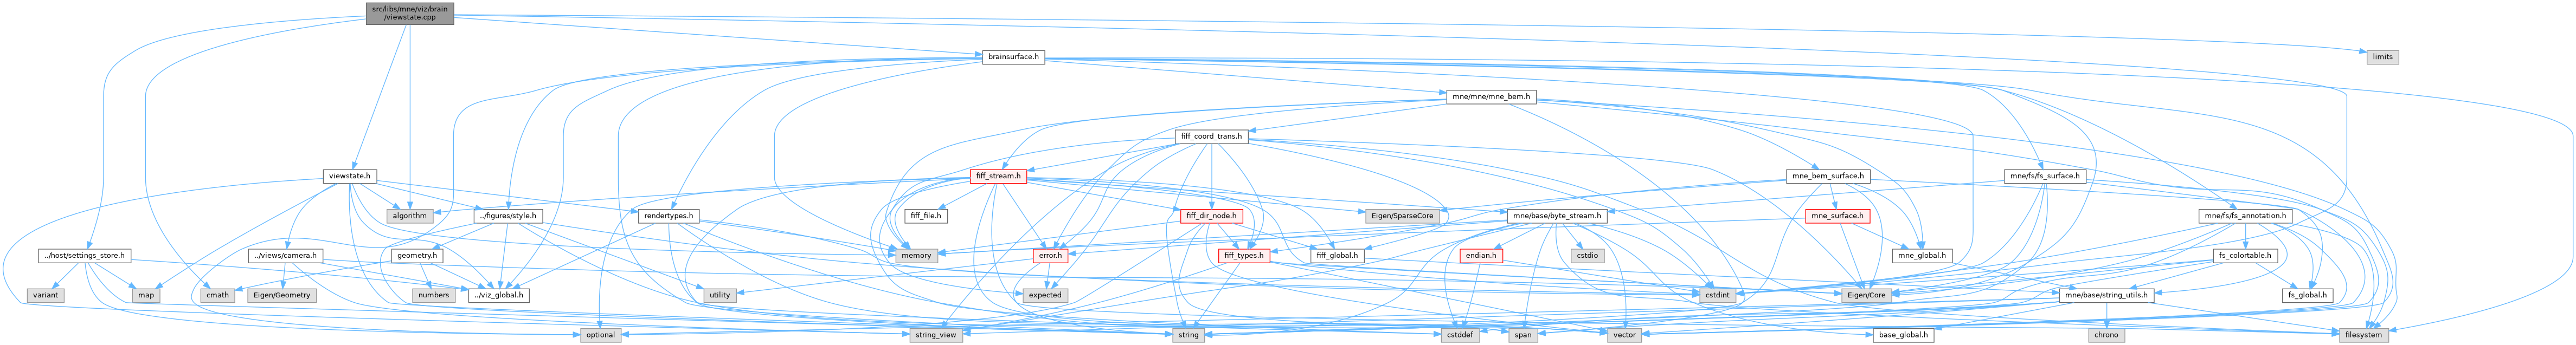 src/libs/mne/viz/brain
/viewstate.cpp
brainsurface.h
limits
mne/mne/mne_bem.h
fiff_coord_trans.h
viewstate.h
fiff_stream.h
mne_bem_surface.h
mne/fs/fs_surface.h
algorithm
../figures/style.h
rendertypes.h
fiff_file.h
fiff_dir_node.h
Eigen/SparseCore
mne/base/byte_stream.h
mne_surface.h
mne/fs/fs_annotation.h
../host/settings_store.h
../views/camera.h
geometry.h
memory
error.h
fiff_types.h
fiff_global.h
endian.h
cstdio
mne_global.h
fs_colortable.h
variant
map
cmath
Eigen/Geometry
numbers
../viz_global.h
utility
expected
cstdint
Eigen/Core
mne/base/string_utils.h
fs_global.h
optional
string_view
string
cstddef
span
vector
base_global.h
chrono
filesystem